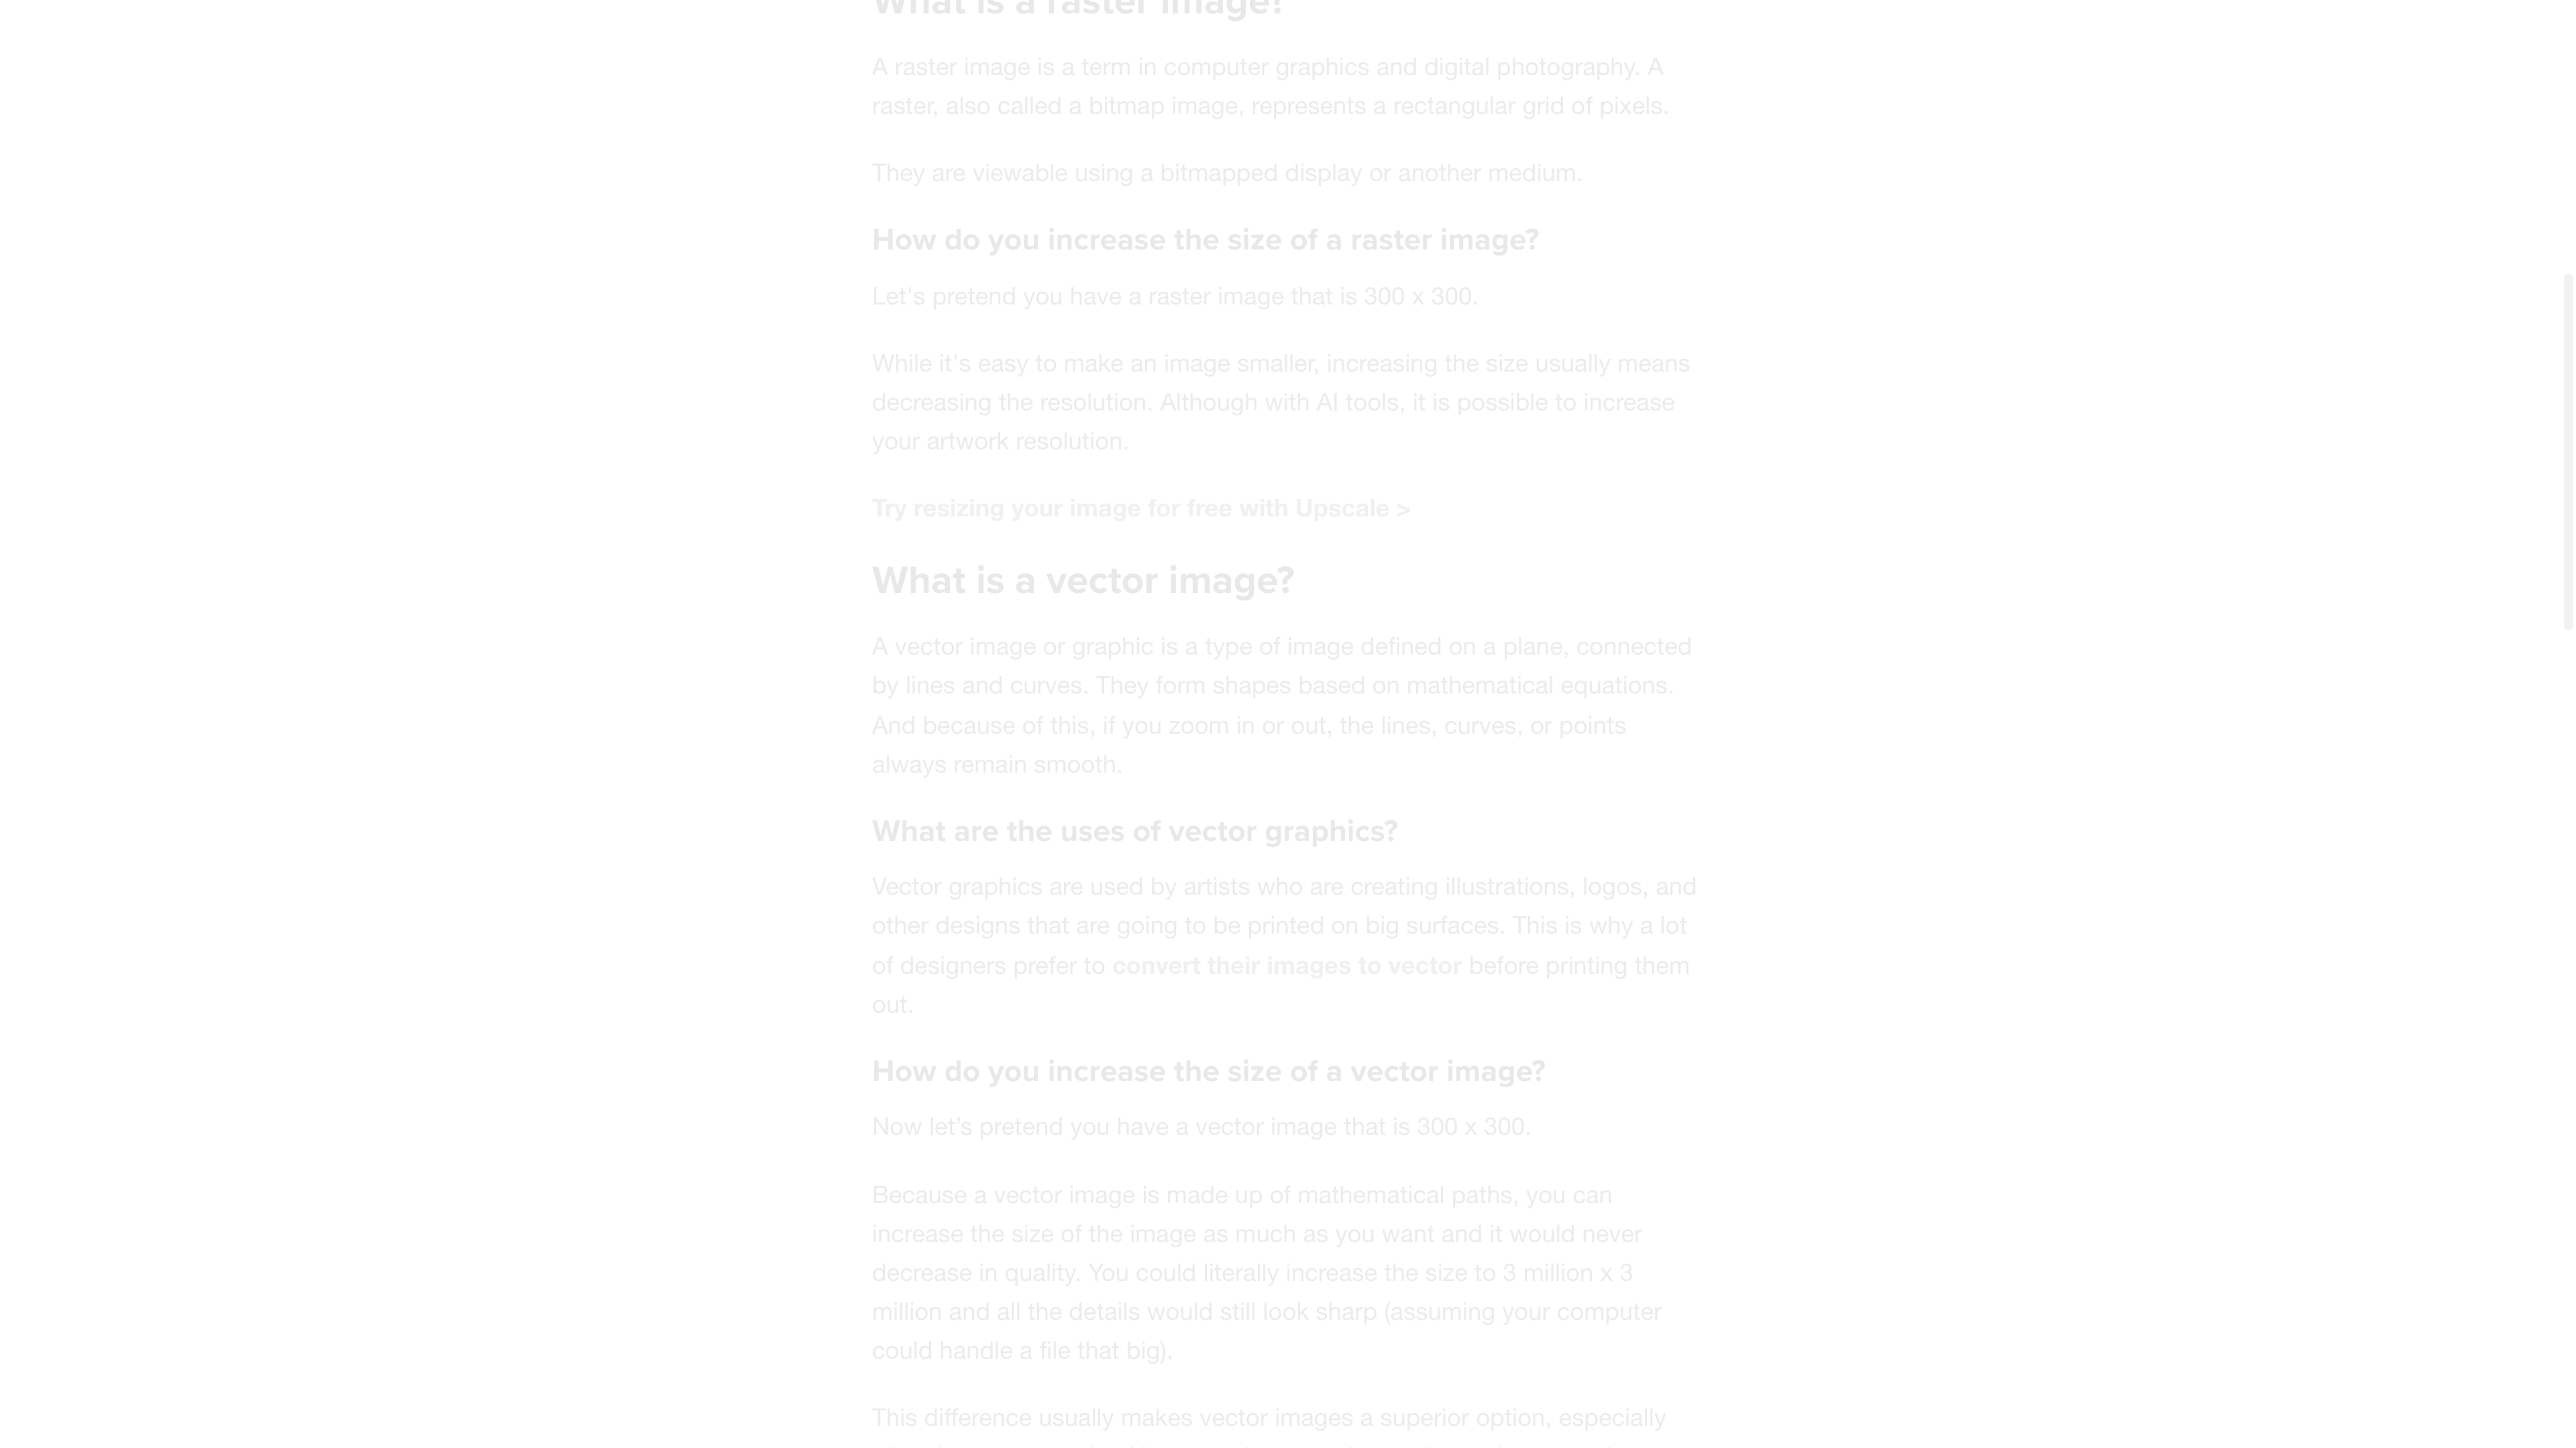 What is a raster image?
A raster image is a term in computer graphics and digital photography. A
raster, also called a bitmap image, represents a rectangular grid of pixels.
They are viewable using a bitmapped display or another medium.
How do you increase the size of a raster image?
Let's pretend you have a raster image that is 300 x 300.
While it's easy to make an image smaller, increasing the size usually means
decreasing the resolution. Although with AI tools, it is possible to increase
your artwork resolution.
Try resizing your image for free with Upscale >
What is a vector image?
A vector image or graphic is a type of image defined on a plane, connected
by lines and curves. They form shapes based on mathematical equations.
And because of this, if you zoom in or out, the lines, curves, or points
always remain smooth.
What are the uses of vector graphics?
Vector graphics are used by artists who are creating illustrations, logos, and
other designs that are going to be printed on big surfaces. This is why a lot
of designers prefer to convert their images to vector before printing them
out.
How do you increase the size of a vector image?
Now let’s pretend you have a vector image that is 300 x 300.
Because a vector image is made up of mathematical paths, you can
increase the size of the image as much as you want and it would never
decrease in quality. You could literally increase the size to 3 million x 3
million and all the details would still look sharp (assuming your computer
could handle a file that big).
This difference usually makes vector images a superior option, especially